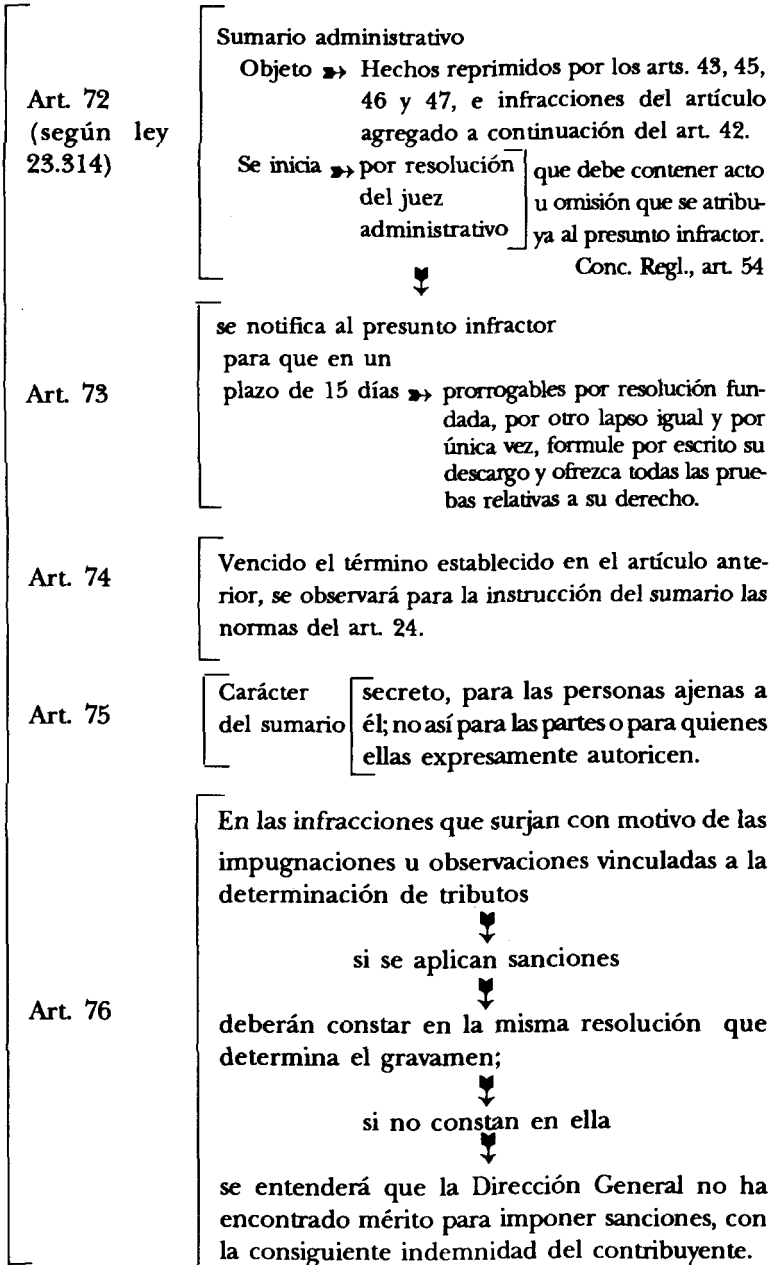 Art. 72
(según ley
23.314)
Sumario administrativo
Objeto ➳ Hechos reprimidos por los arts. 43, 45,
46 y 47, e infracciones del artículo
agregado a continuación del art. 42.
Se inicia ➳ por resolución
del juez
administrativo
que debe contener acto
u omisión que se atribu-
ya al presunto infractor.
Conc. Regl., art. 54
Art. 73
se notifica al presunto infractor
para que en un
plazo de 15 días ➳ prorrogables por resolución fun-
dada, por otro lapso igual y por
única vez, formule por escrito su
descargo y ofrezca todas las prue-
bas relativas a su derecho.
Art. 74
Vencido el término establecido en el artículo ante-
rior, se observará para la instrucción del sumario las
normas del art. 24.
Art. 75
Carácter
del sumario
secreto, para las personas ajenas a
él; no así para las partes o para quienes
ellas expresamente autoricen.
Art. 76
En las infracciones que surjan con motivo de las
impugnaciones u observaciones vinculadas a la
determinación de tributos
si se aplican sanciones
deberán constar en la misma resolución que
determina el gravamen;
si no constan en ella
se entenderá que la Dirección General no ha
encontrado mérito para imponer sanciones, con
la consiguiente indemnidad del contribuyente.